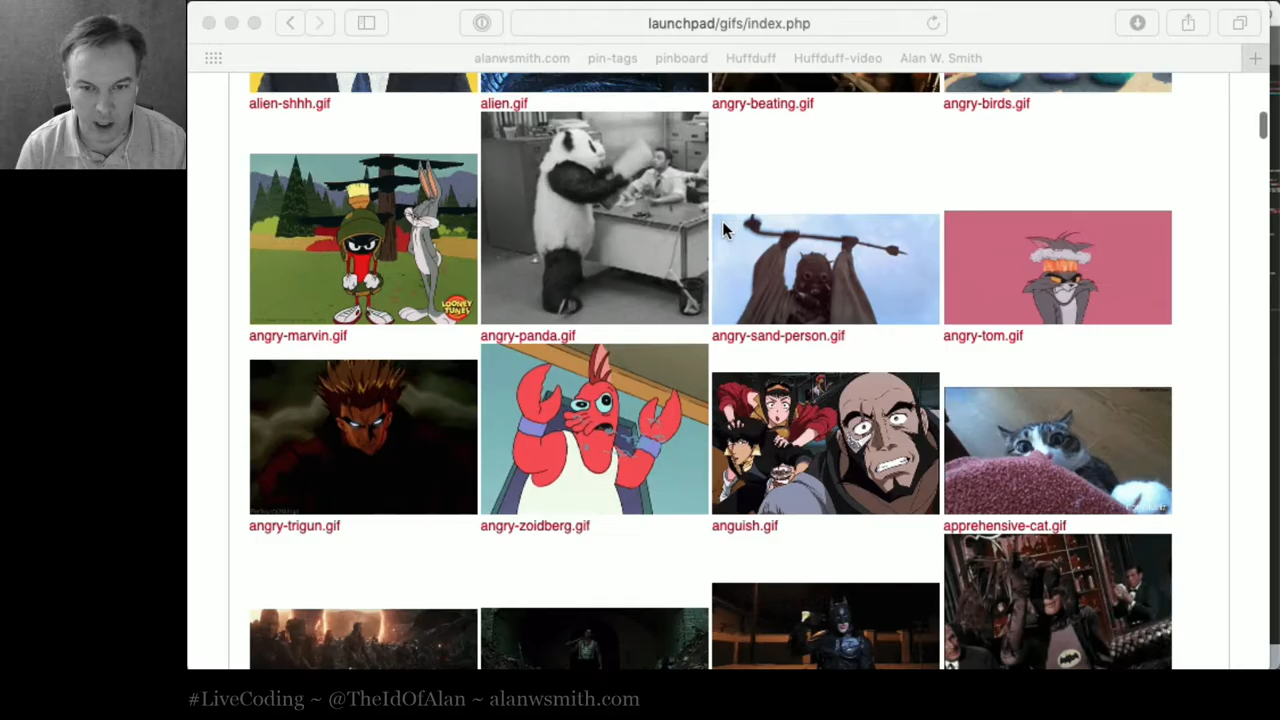 launchpad/gifs/index.php
alanwsmith.com pin-tags pinboard Huffduff Huffduff-video Alan W. Smith
alien-shhh.gif alien.gif angry-beating.gif angry-birds.gif
LOONEY
TUNES
angry-marvin.gif angry-panda.gif angry-sand-person.gif angry-tom.gif
angry-trigun.gif angry-zoidberg.gif anguish.gif apprehensive-cat.gif
#LiveCoding ~ @TheIdOfAlan ~ alanwsmith.com